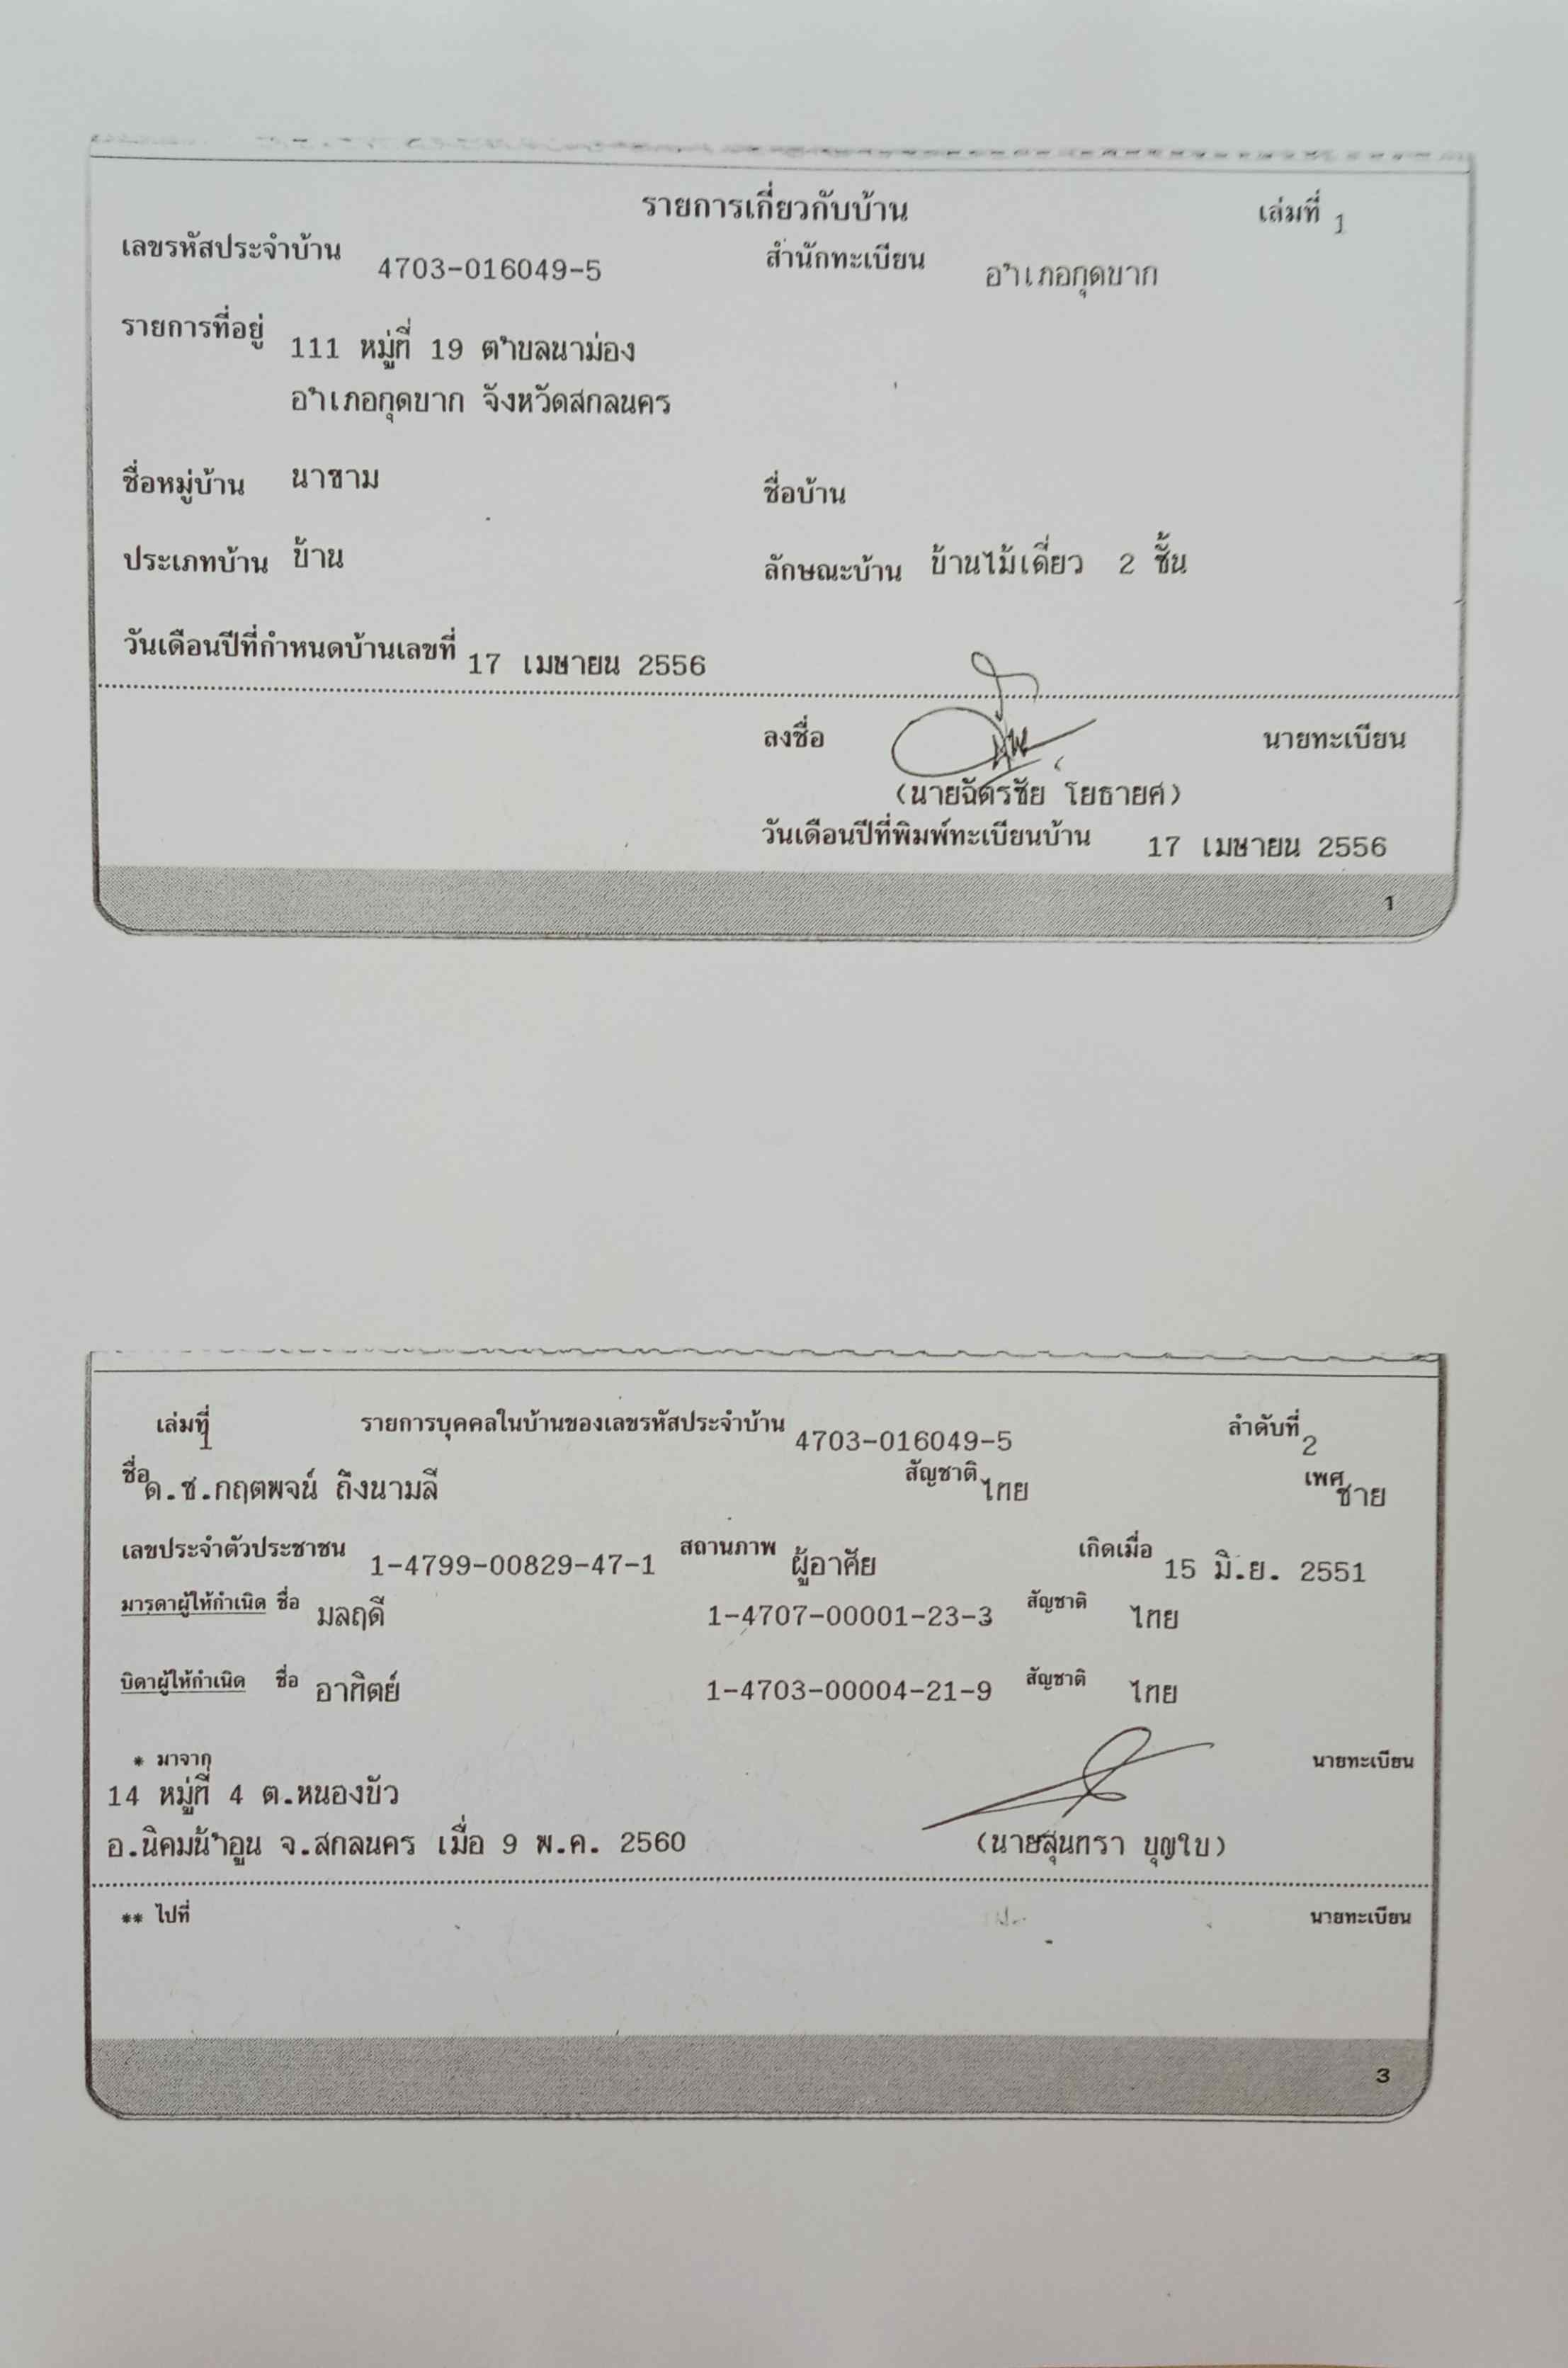 รายการเกี่ยวกับบ้าน เล่มที่ 1
เลขรหัสประจำบ้าน 4703-016049-5 สำนักทะเบียน อำเภอกุดบาก
รายการที่อยู่ 111 หมู่ที่ 19 ตำบลนาม่อง
อำเภอกุดบาก จังหวัดสกลนคร
ชื่อหมู่บ้าน นาขาม ชื่อบ้าน
ประเภทบ้าน บ้าน ลักษณะบ้าน บ้านไม้เดี่ยว 2 ชั้น
วันเดือนปีที่กำหนดบ้านเลขที่ 17 เมษายน 2556
ลงชื่อ นายทะเบียน
(นายฉัตรชัย โยธายศ)
วันเดือนปีที่พิมพ์ทะเบียนบ้าน 17 เมษายน 2556
1
เล่มที่ 1 รายการบุคคลในบ้านของเลขรหัสประจำบ้าน 4703-016049-5 ลำดับที่ 2
ชื่อ ด.ช.กฤตพจน์ ถึงนามลี สัญชาติ ไทย เพศ ชาย
เลขประจำตัวประชาชน 1-4799-00829-47-1 สถานภาพ ผู้อาศัย เกิดเมื่อ 15 มิ.ย. 2551
มารดาผู้ให้กำเนิด ชื่อ มลฤดี 1-4707-00001-23-3 สัญชาติ ไทย
บิดาผู้ให้กำเนิด ชื่อ อาทิตย์ 1-4703-00004-21-9 สัญชาติ ไทย
* มาจาก นายทะเบียน
14 หมู่ที่ 4 ต.หนองบัว
อ.นิคมน้ำอูน จ.สกลนคร เมื่อ 9 พ.ค. 2560 (นายสุนทรา บุญใบ)
** ไปที่ นายทะเบียน
3